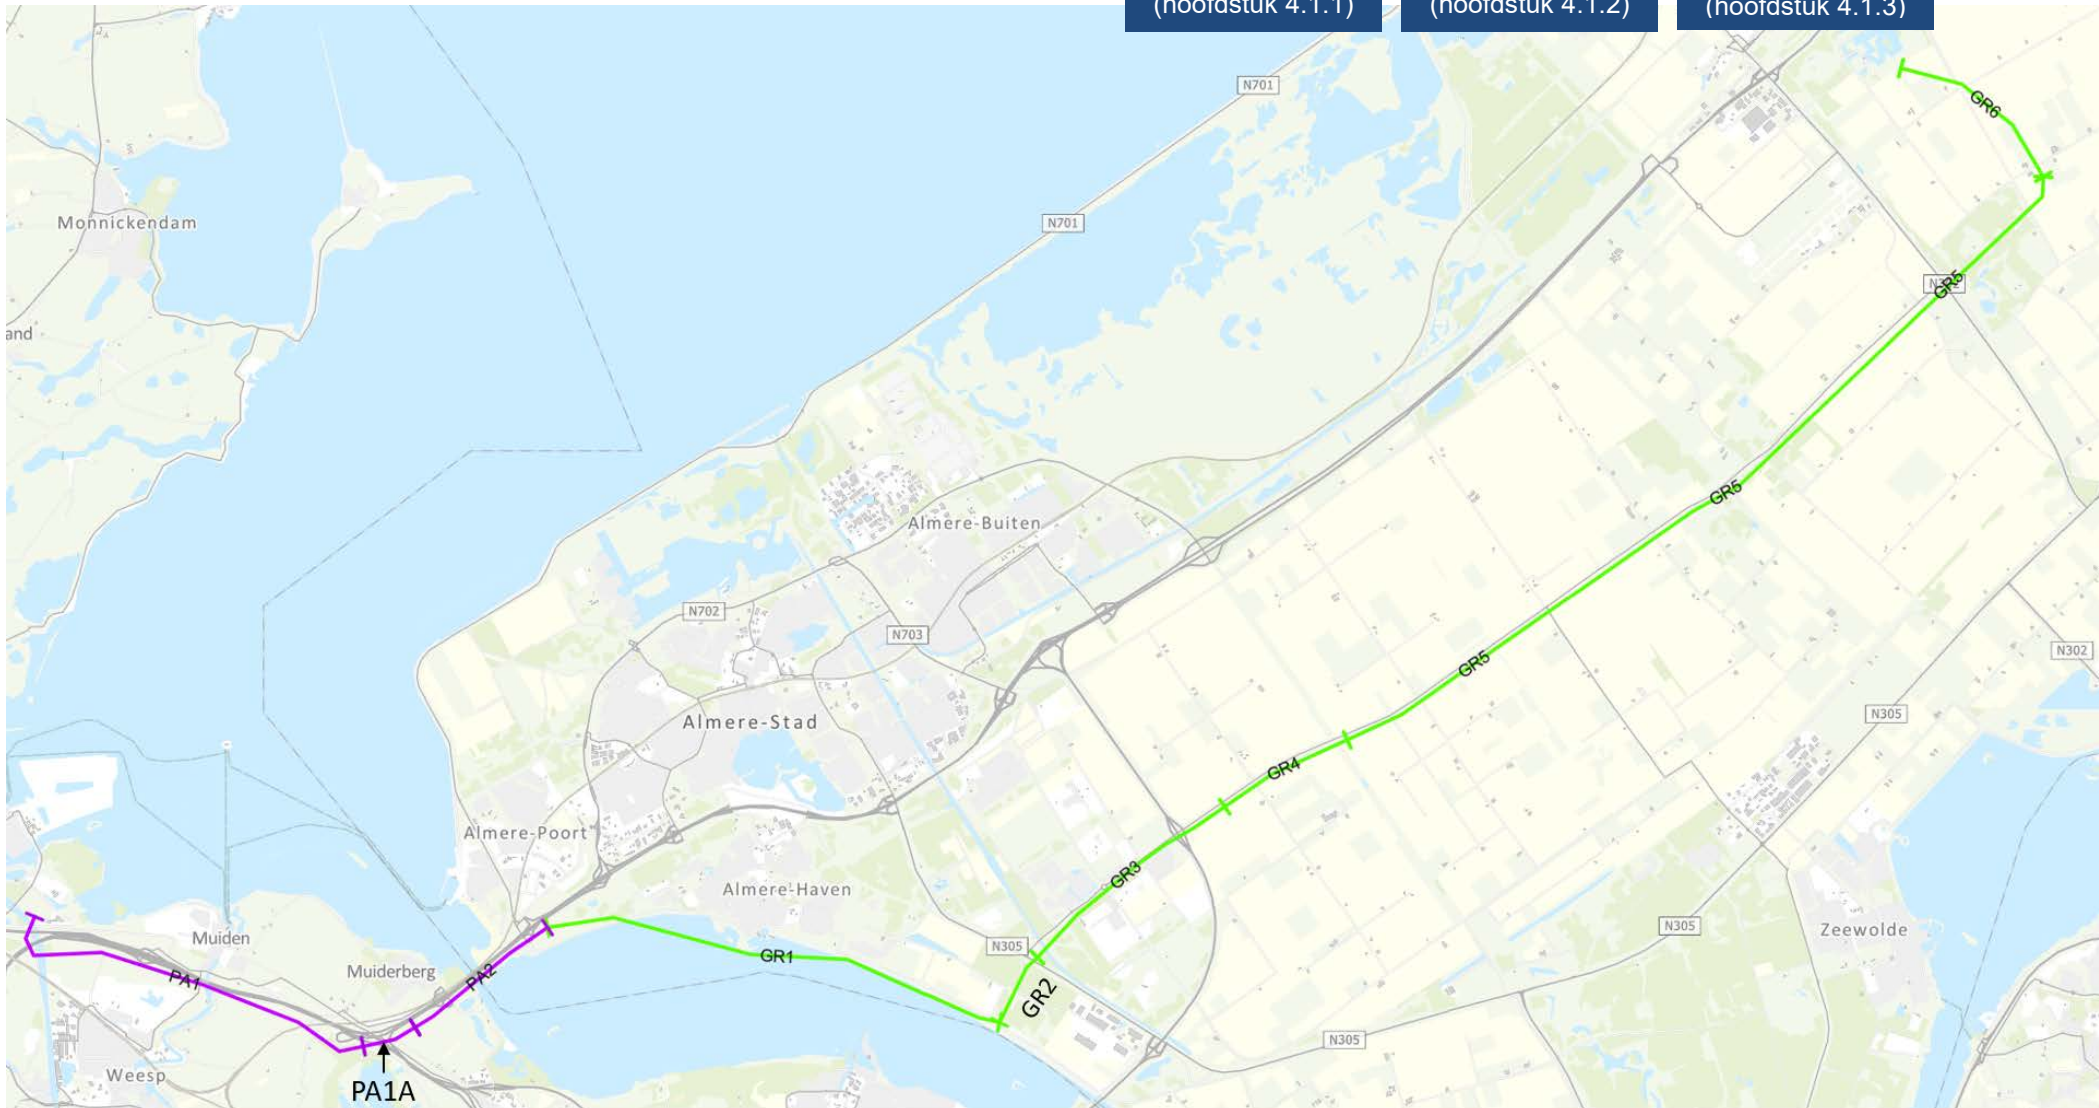 (hoofdstuk 4.1.1)
(hoofdstuk 4.1.2)
(hoofdstuk 4.1.3)
N701
GR6
N701
Monnickendam
GR5
and
GR5
Almere-Buiten
N702
N703
N302
GR5
Almere-Stad
N305
GR4
Almere-Poort
GR3
Almere-Haven
N305
Zeewolde
Muiden
N305
GR1
Muiderberg
PA2
PA1
GR2
N305
Weesp
PA1A